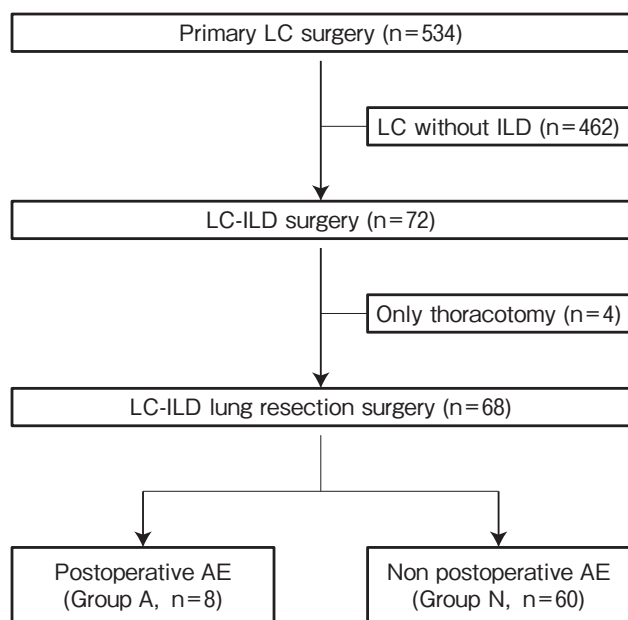 Primary LC surgery (n=534)
LC without ILD (n=462)
LC-ILD surgery (n=72)
Only thoracotomy (n=4)
LC-ILD lung resection surgery (n=68)
Postoperative AE
(Group A, n=8)
Non postoperative AE
(Group N, n=60)